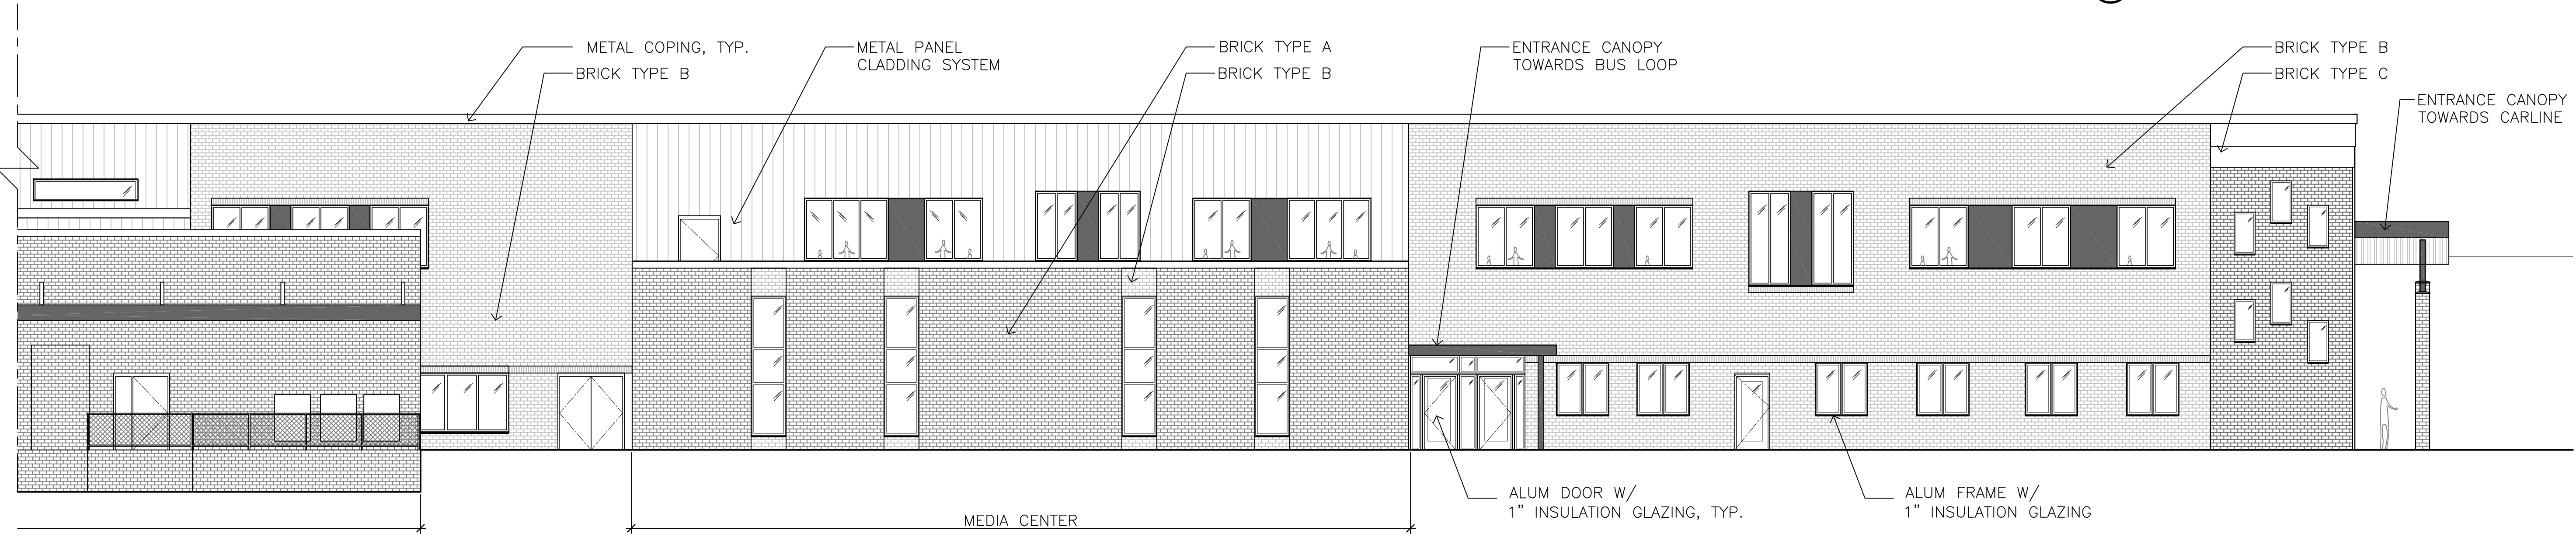 METAL COPING, TYP.
BRICK TYPE B
METAL PANEL
CLADDING SYSTEM
BRICK TYPE A
BRICK TYPE B
ENTRANCE CANOPY
TOWARDS BUS LOOP
BRICK TYPE B
BRICK TYPE C
ENTRANCE CANOPY
TOWARDS CARLINE
ALUM DOOR W/
1" INSULATION GLAZING, TYP.
ALUM FRAME W/
1" INSULATION GLAZING
MEDIA CENTER